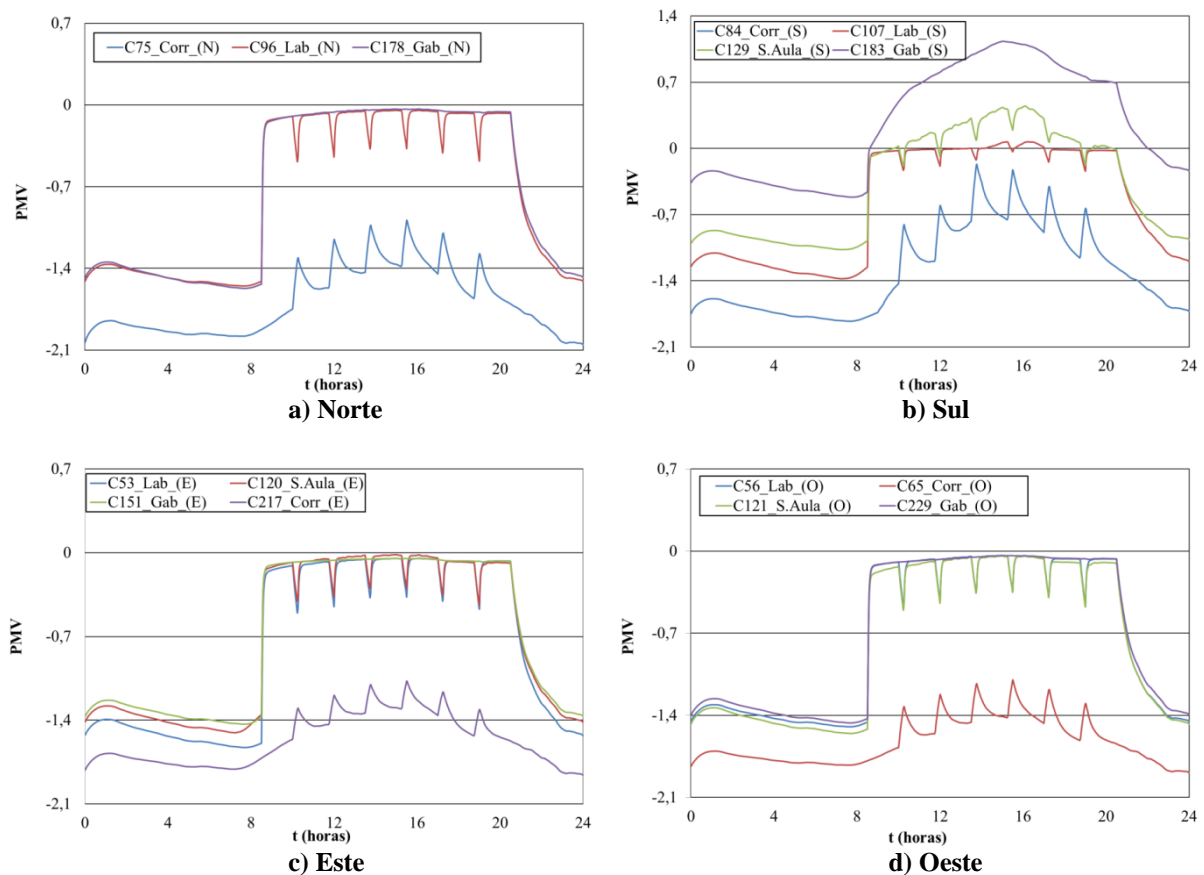 0,7
C75_Corr_(N) C96_Lab_(N) C178_Gab_(N)
0
-0,7
-1,4
-2,1
PMV
0 4 8 12 16 20 24
t (horas)
a) Norte
1,4
C84_Corr_(S) C107_Lab_(S)
C129_S.Aula_(S) C183_Gab_(S)
0,7
0
-0,7
-1,4
-2,1
PMV
0 4 8 12 16 20 24
t (horas)
b) Sul
0,7
C53_Lab_(E) C120_S.Aula_(E)
C151_Gab_(E) C217_Corr_(E)
0
-0,7
-1,4
-2,1
PMV
0 4 8 12 16 20 24
t (horas)
c) Este
0,7
C56_Lab_(O) C65_Corr_(O)
C121_S.Aula_(O) C229_Gab_(O)
0
-0,7
-1,4
-2,1
PMV
0 4 8 12 16 20 24
t (horas)
d) Oeste